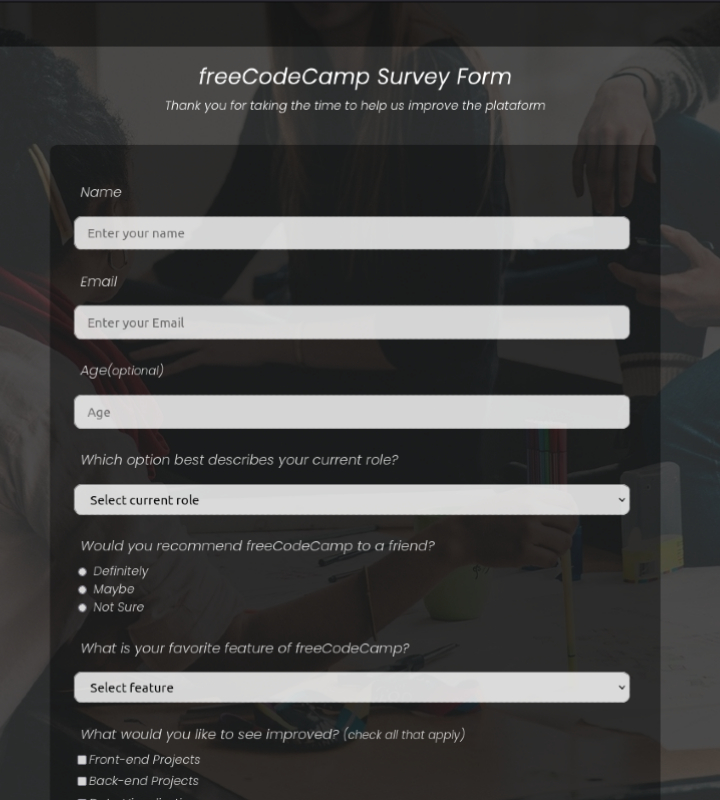 freeCodeCamp Survey Form
Thank you for taking the time to help us improve the plataform
Name
Enter your name
Email
Enter your Email
Age(optional)
Age
Which option best describes your current role?
Select current role
Would you recommend freeCodeCamp to a friend?
Definitely
Maybe
Not Sure
What is your favorite feature of freeCodeCamp?
Select feature
What would you like to see improved? (check all that apply)
Front-end Projects
Back-end Projects